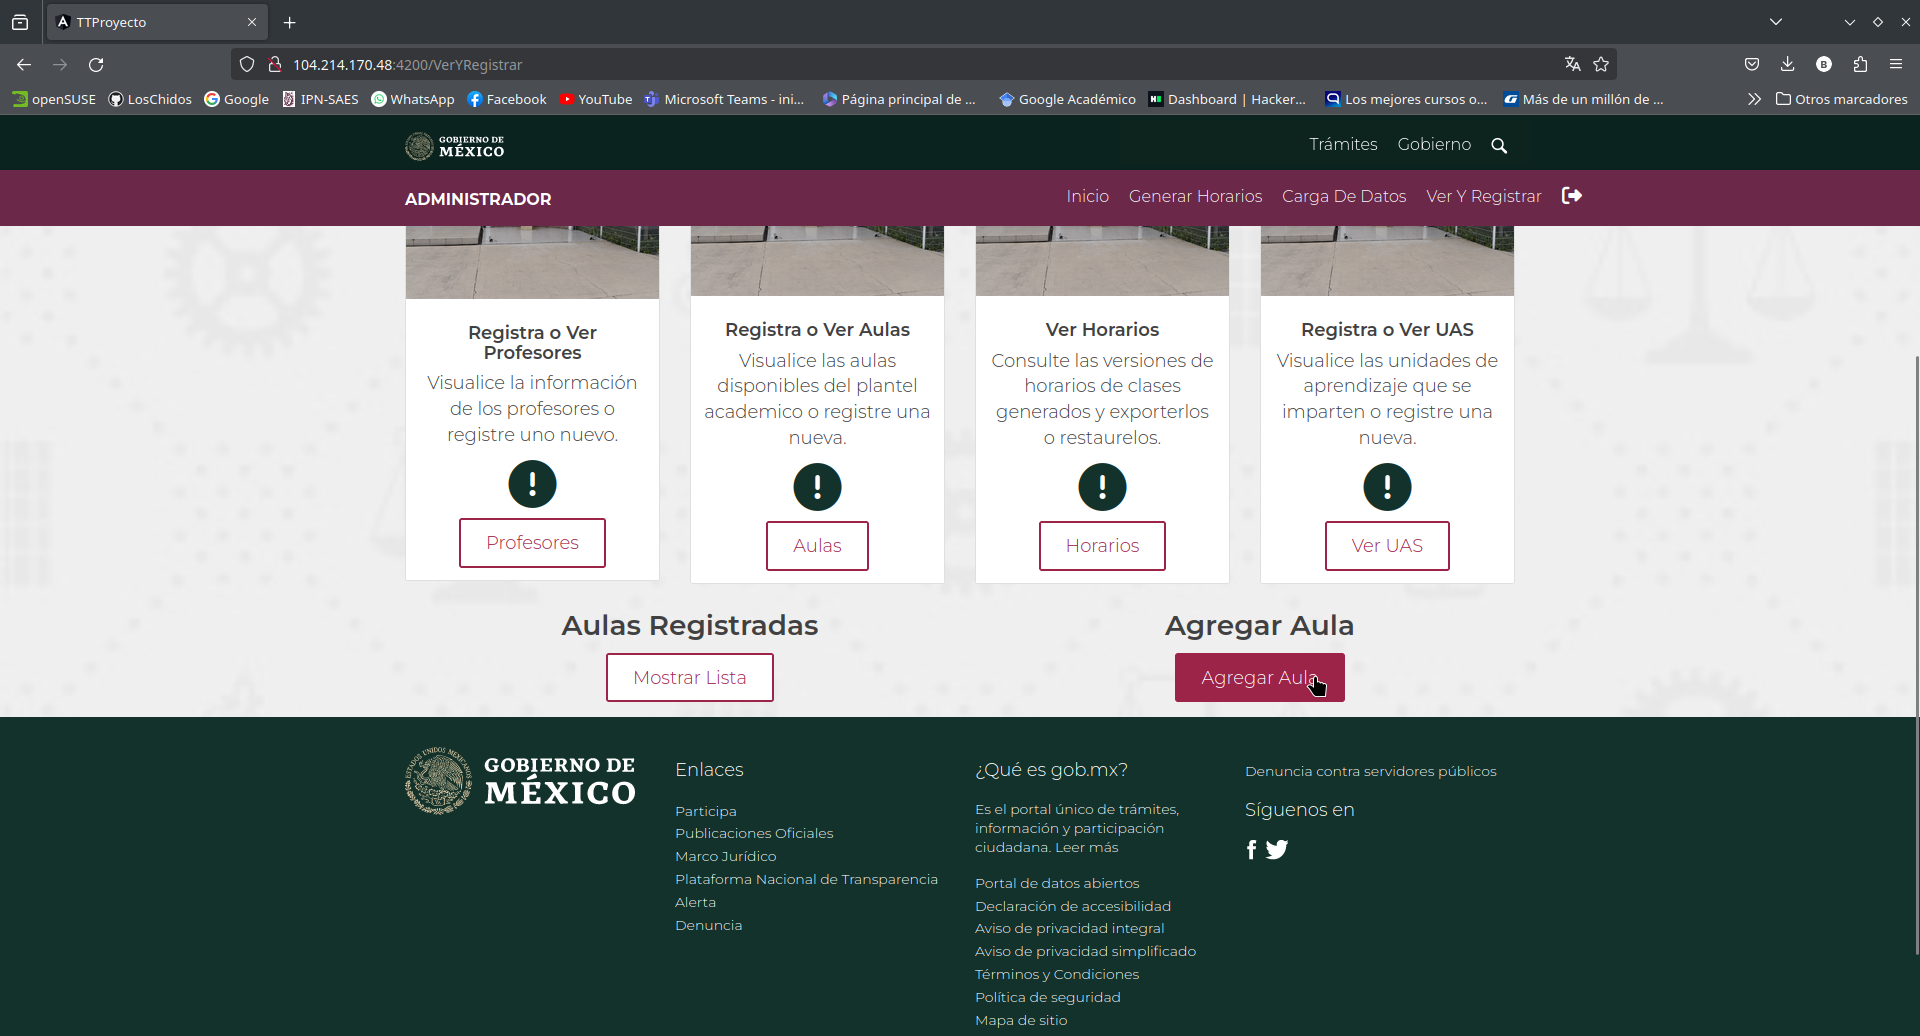 TTProyecto
104.214.170.48:4200/VerYRegistrar
openSUSE
LosChidos
Google
IPN-SAES
WhatsApp
Facebook
YouTube
Microsoft Teams - ini...
Página principal de ...
Google Académico
Dashboard | Hacker...
Los mejores cursos o...
Más de un millón de ...
Otros marcadores
GOBIERNO DE
MÉXICO
Trámites
Gobierno
ADMINISTRADOR
Inicio
Generar Horarios
Carga De Datos
Ver Y Registrar
Registra o Ver
Profesores
Visualice la información
de los profesores o
registre uno nuevo.
Profesores
Registra o Ver Aulas
Visualice las aulas
disponibles del plantel
academico o registre una
nueva.
Aulas
Ver Horarios
Consulte las versiones de
horarios de clases
generados y exporterlos
o restaurelos.
Horarios
Registra o Ver UAS
Visualice las unidades de
aprendizaje que se
imparten o registre una
nueva.
Ver UAS
Aulas Registradas
Mostrar Lista
Agregar Aula
Agregar Aula
ESTADOS UNIDOS MEXICANOS
GOBIERNO DE
MÉXICO
Enlaces
Participa
Publicaciones Oficiales
Marco Jurídico
Plataforma Nacional de Transparencia
Alerta
Denuncia
¿Qué es gob.mx?
Es el portal único de trámites,
información y participación
ciudadana. Leer más
Portal de datos abiertos
Declaración de accesibilidad
Aviso de privacidad integral
Aviso de privacidad simplificado
Términos y Condiciones
Política de seguridad
Mapa de sitio
Denuncia contra servidores públicos
Síguenos en